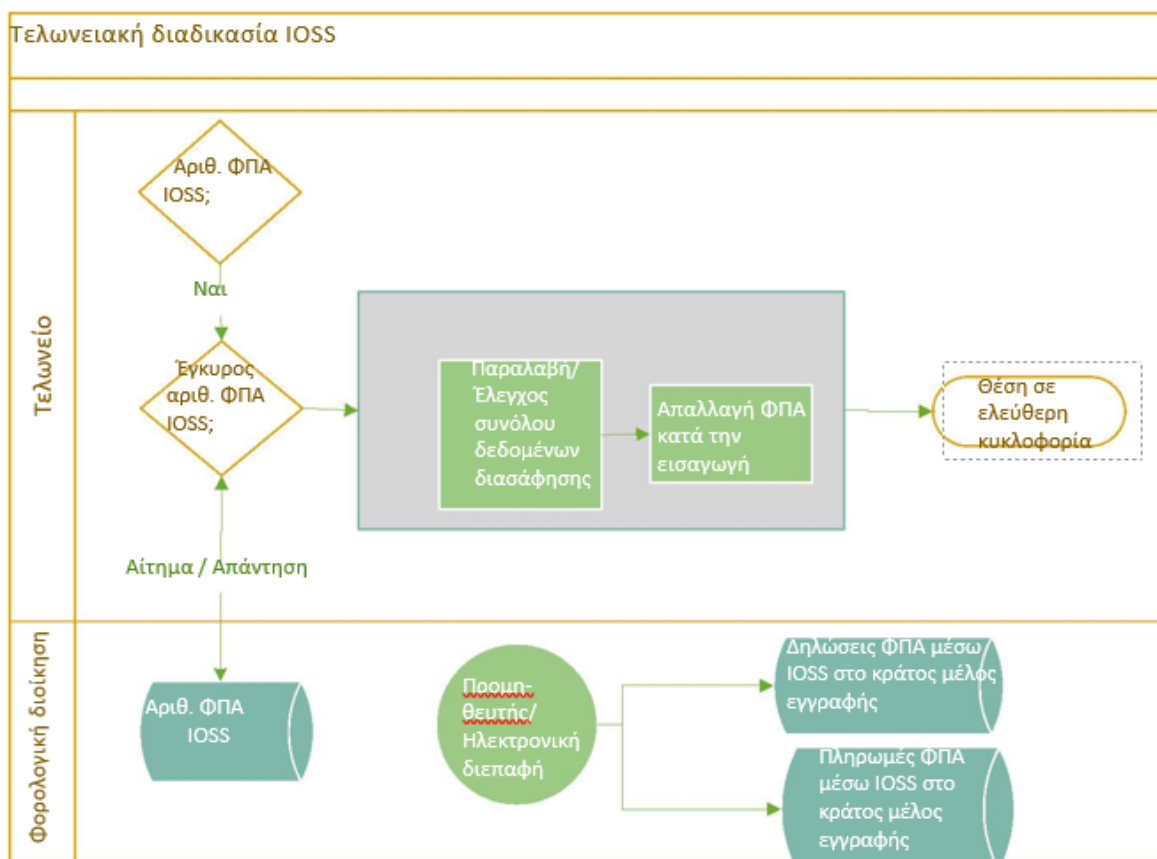 Τελωνειακή διαδικασία IOSS
Τελωνείο
Αριθ. ΦΠΑ
IOSS;
Ναι
Έγκυρος
αριθ. ΦΠΑ
IOSS;
Παραλαβή/
Έλεγχος
συνόλου
δεδομένων
διασάφησης
Απαλλαγή ΦΠΑ
κατά την
εισαγωγή
Θέση σε
ελεύθερη
κυκλοφορία
Αίτημα / Απάντηση
Φορολογική διοίκηση
Αριθ. ΦΠΑ
IOSS
Προμη-
θευτής/
Ηλεκτρονική
διεπαφή
Δηλώσεις ΦΠΑ μέσω
IOSS στο κράτος μέλος
εγγραφής
Πληρωμές ΦΠΑ
μέσω IOSS στο
κράτος μέλος
εγγραφής